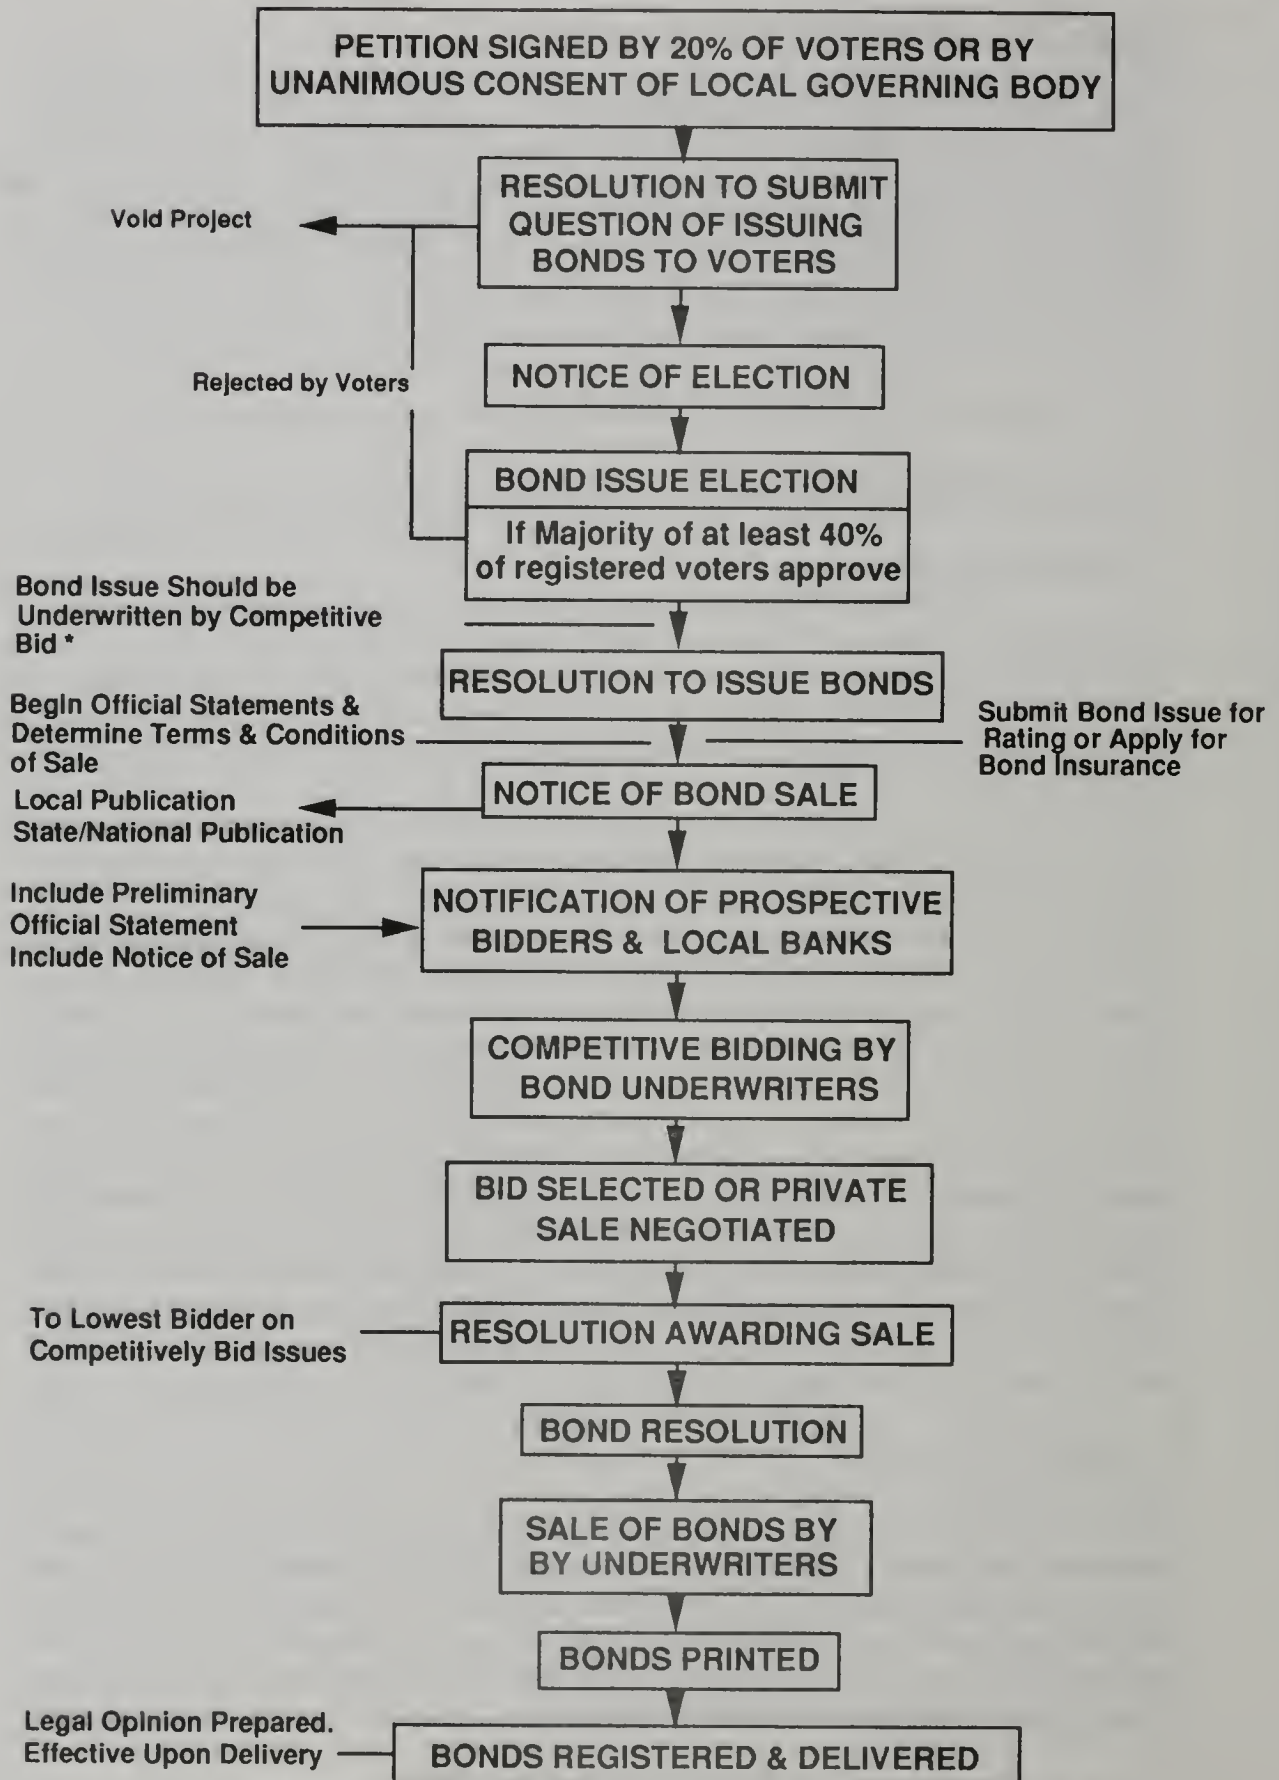 PETITION SIGNED BY 20% OF VOTERS OR BY
UNANIMOUS CONSENT OF LOCAL GOVERNING BODY
RESOLUTION TO SUBMIT
QUESTION OF ISSUING
BONDS TO VOTERS
Void Project
NOTICE OF ELECTION
Rejected by Voters
BOND ISSUE ELECTION
If Majority of at least 40%
of registered voters approve
Bond Issue Should be
Underwritten by Competitive
Bid *
RESOLUTION TO ISSUE BONDS
Begin Official Statements &
Determine Terms & Conditions
of Sale
Submit Bond Issue for
Rating or Apply for
Bond Insurance
NOTICE OF BOND SALE
Local Publication
State/National Publication
Include Preliminary
Official Statement
Include Notice of Sale
NOTIFICATION OF PROSPECTIVE
BIDDERS & LOCAL BANKS
COMPETITIVE BIDDING BY
BOND UNDERWRITERS
BID SELECTED OR PRIVATE
SALE NEGOTIATED
To Lowest Bidder on
Competitively Bid Issues
RESOLUTION AWARDING SALE
BOND RESOLUTION
SALE OF BONDS BY
BY UNDERWRITERS
BONDS PRINTED
Legal Opinion Prepared.
Effective Upon Delivery
BONDS REGISTERED & DELIVERED